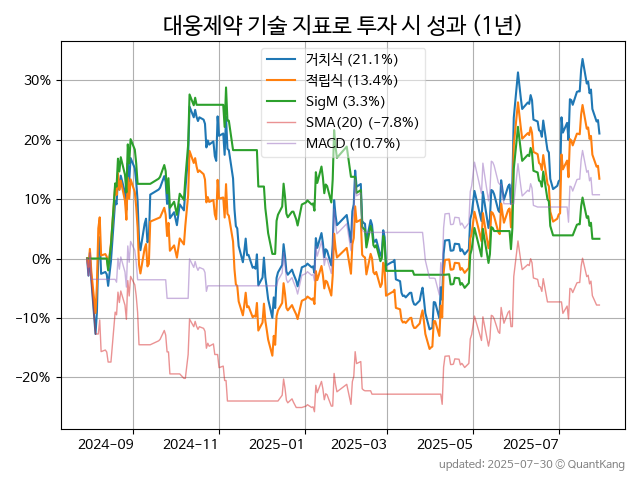 대웅제약 기술 지표로 투자 시 성과 (1년)
거치식 (21.1%)
적립식 (13.4%)
SigM (3.3%)
SMA(20) (−7.8%)
MACD (10.7%)
30%
20%
10%
0%
−10%
−20%
2024-09
2024-11
2025-01
2025-03
2025-05
2025-07
updated: 2025-07-30 © QuantKang